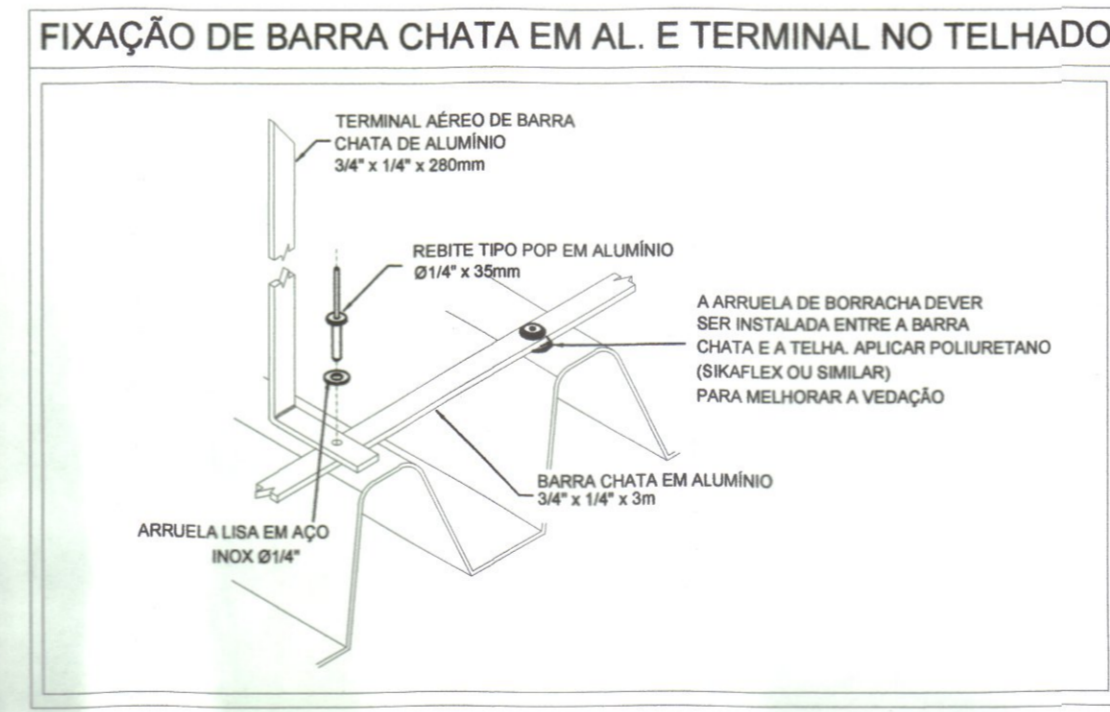 FIXAÇÃO DE BARRA CHATA EM AL. E TERMINAL NO TELHADO
TERMINAL AÉREO DE BARRA
CHATA DE ALUMÍNIO
3/4" x 1/4" x 280mm
REBITE TIPO POP EM ALUMÍNIO
Ø1/4" x 35mm
A ARRUELA DE BORRACHA DEVER
SER INSTALADA ENTRE A BARRA
CHATA E A TELHA. APLICAR POLIURETANO
(SIKAFLEX OU SIMILAR)
PARA MELHORAR A VEDAÇÃO
BARRA CHATA EM ALUMÍNIO
3/4" x 1/4" x 3m
ARRUELA LISA EM AÇO
INOX Ø1/4"